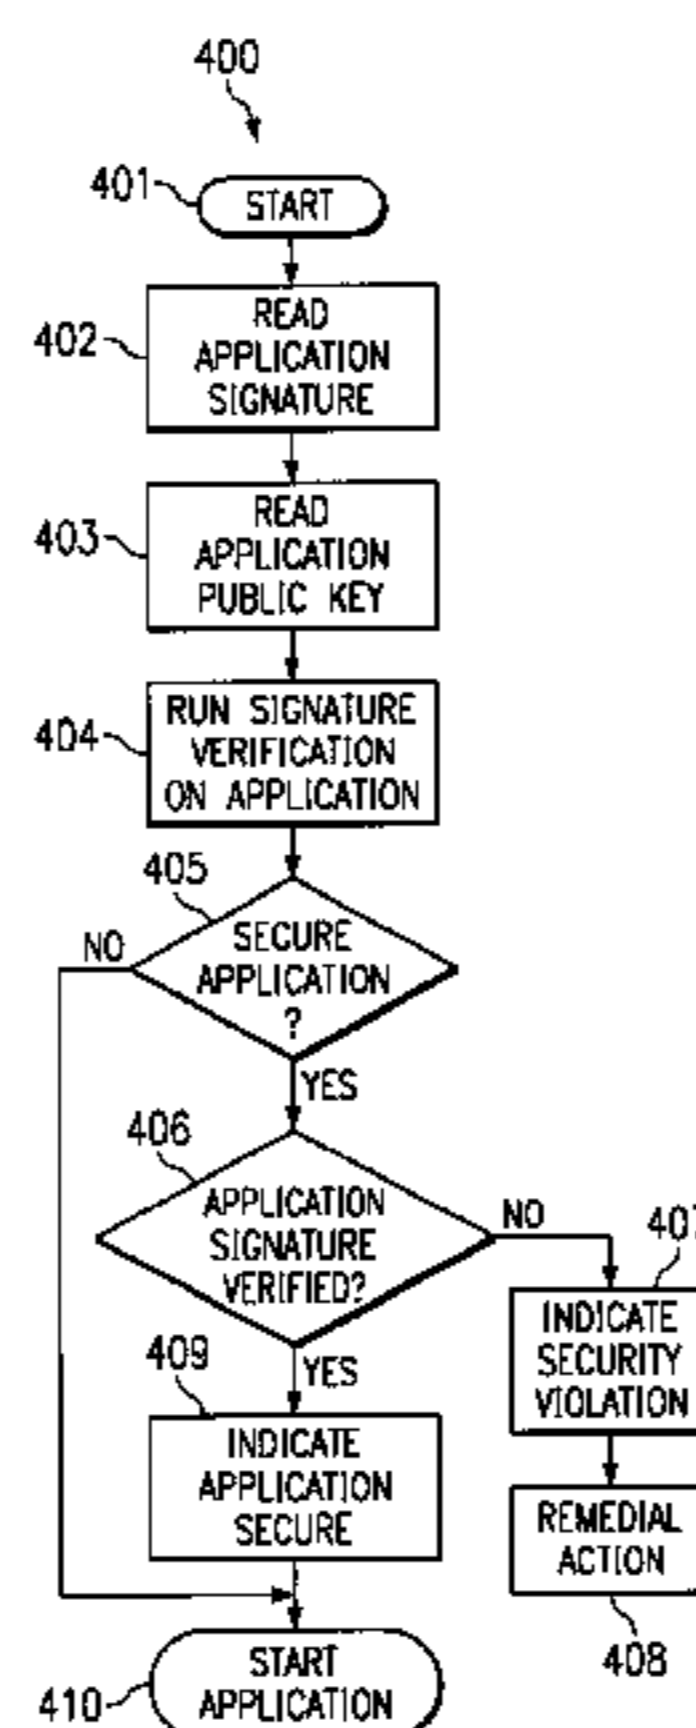 400
401
START
402
READ
APPLICATION
SIGNATURE
403
READ
APPLICATION
PUBLIC KEY
404
RUN SIGNATURE
VERIFICATION
ON APPLICATION
405
NO
SECURE
APPLICATION
?
YES
406
APPLICATION
SIGNATURE
VERIFIED?
NO
407
INDICATE
SECURITY
VIOLATION
REMEDIAL
ACTION
408
YES
409
INDICATE
APPLICATION
SECURE
START
APPLICATION
410